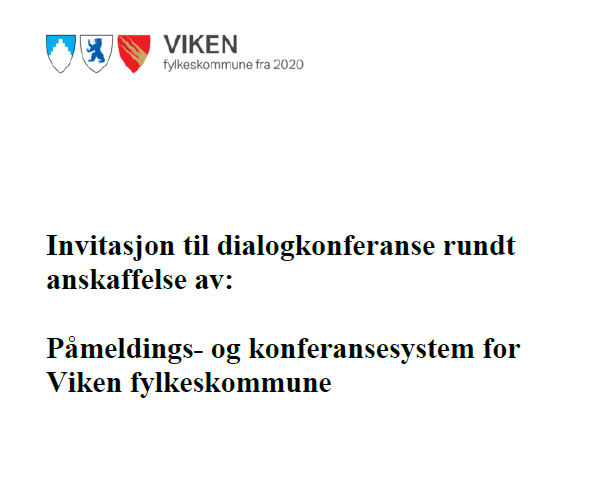 VIKEN
fylkeskommune fra 2020
Invitasjon til dialogkonferanse rundt
anskaffelse av:
Påmeldings- og konferansesystem for
Viken fylkeskommune